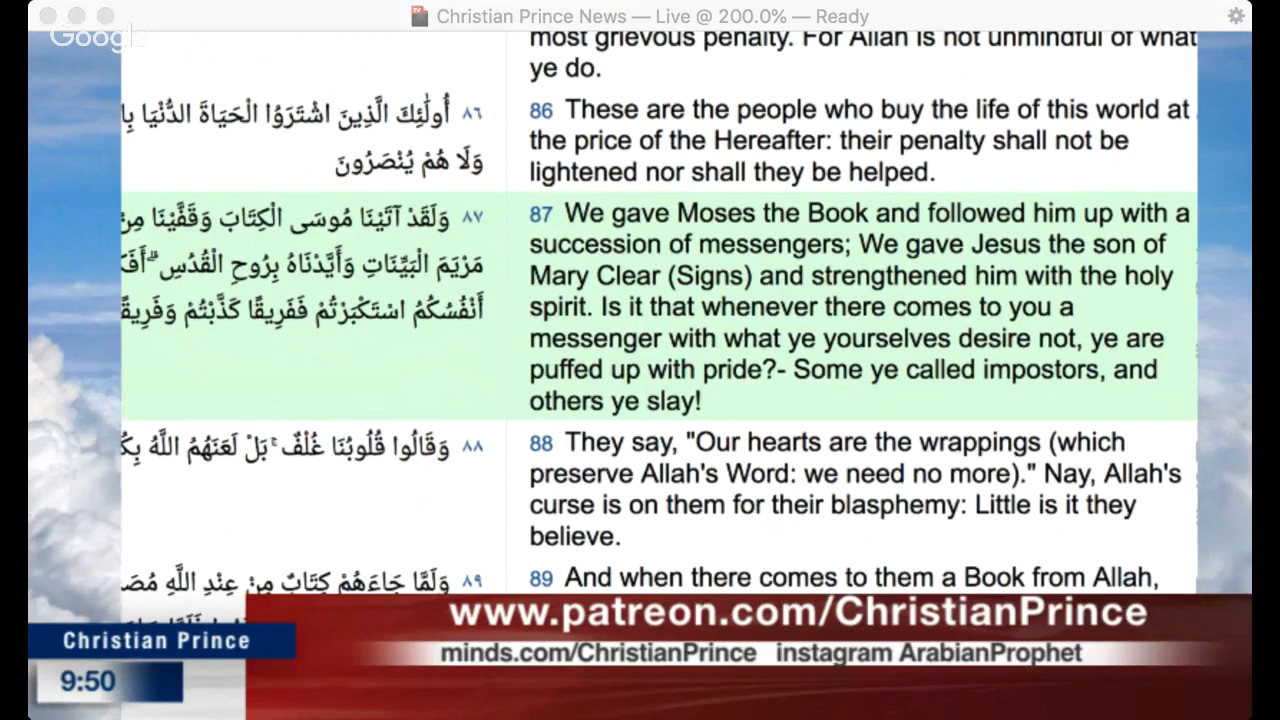 Christian Prince News — Live @ 200.0% — Ready
Google
most grievous penalty. For Allah is not unmindful of what
ye do.
٨٦ أُولَٰئِكَ الَّذِينَ اشْتَرَوُا الْحَيَاةَ الدُّنْيَا
وَلَا هُمْ يُنْصَرُونَ
86 These are the people who buy the life of this world at
the price of the Hereafter: their penalty shall not be
lightened nor shall they be helped.
٨٧ وَلَقَدْ آتَيْنَا مُوسَى الْكِتَابَ وَقَفَّيْنَا مِنْ
مَرْيَمَ الْبَيِّنَاتِ وَأَيَّدْنَاهُ بِرُوحِ الْقُدُسِ ۗ
أَنْفُسُكُمُ اسْتَكْبَرْتُمْ فَفَرِيقًا كَذَّبْتُمْ
87 We gave Moses the Book and followed him up with a
succession of messengers; We gave Jesus the son of
Mary Clear (Signs) and strengthened him with the holy
spirit. Is it that whenever there comes to you a
messenger with what ye yourselves desire not, ye are
puffed up with pride?- Some ye called impostors, and
others ye slay!
٨٨ وَقَالُوا قُلُوبُنَا غُلْفٌ ۚ بَلْ لَعَنَهُمُ اللَّهُ
88 They say, "Our hearts are the wrappings (which
preserve Allah's Word: we need no more)." Nay, Allah's
curse is on them for their blasphemy: Little is it they
believe.
٨٩ وَلَمَّا جَاءَهُمْ كِتَابٌ مِنْ عِنْدِ اللَّهِ
89 And when there comes to them a Book from Allah,
www.patreon.com/ChristianPrince
Christian Prince
minds.com/ChristianPrince instagram ArabianProphet
9:50